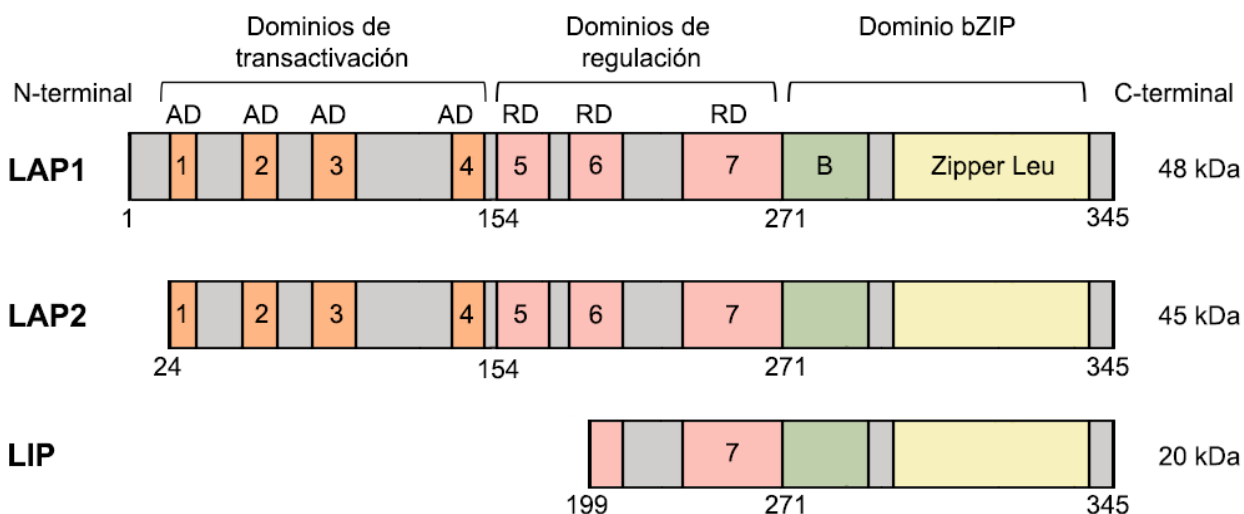 Dominios de transactivación
Dominios de regulación
Dominio bZIP
N-terminal
C-terminal
AD AD AD AD RD RD RD
LAP1 1 2 3 4 5 6 7 B Zipper Leu 48 kDa
1 154 271 345
LAP2 1 2 3 4 5 6 7 45 kDa
24 154 271 345
LIP 7 20 kDa
199 271 345